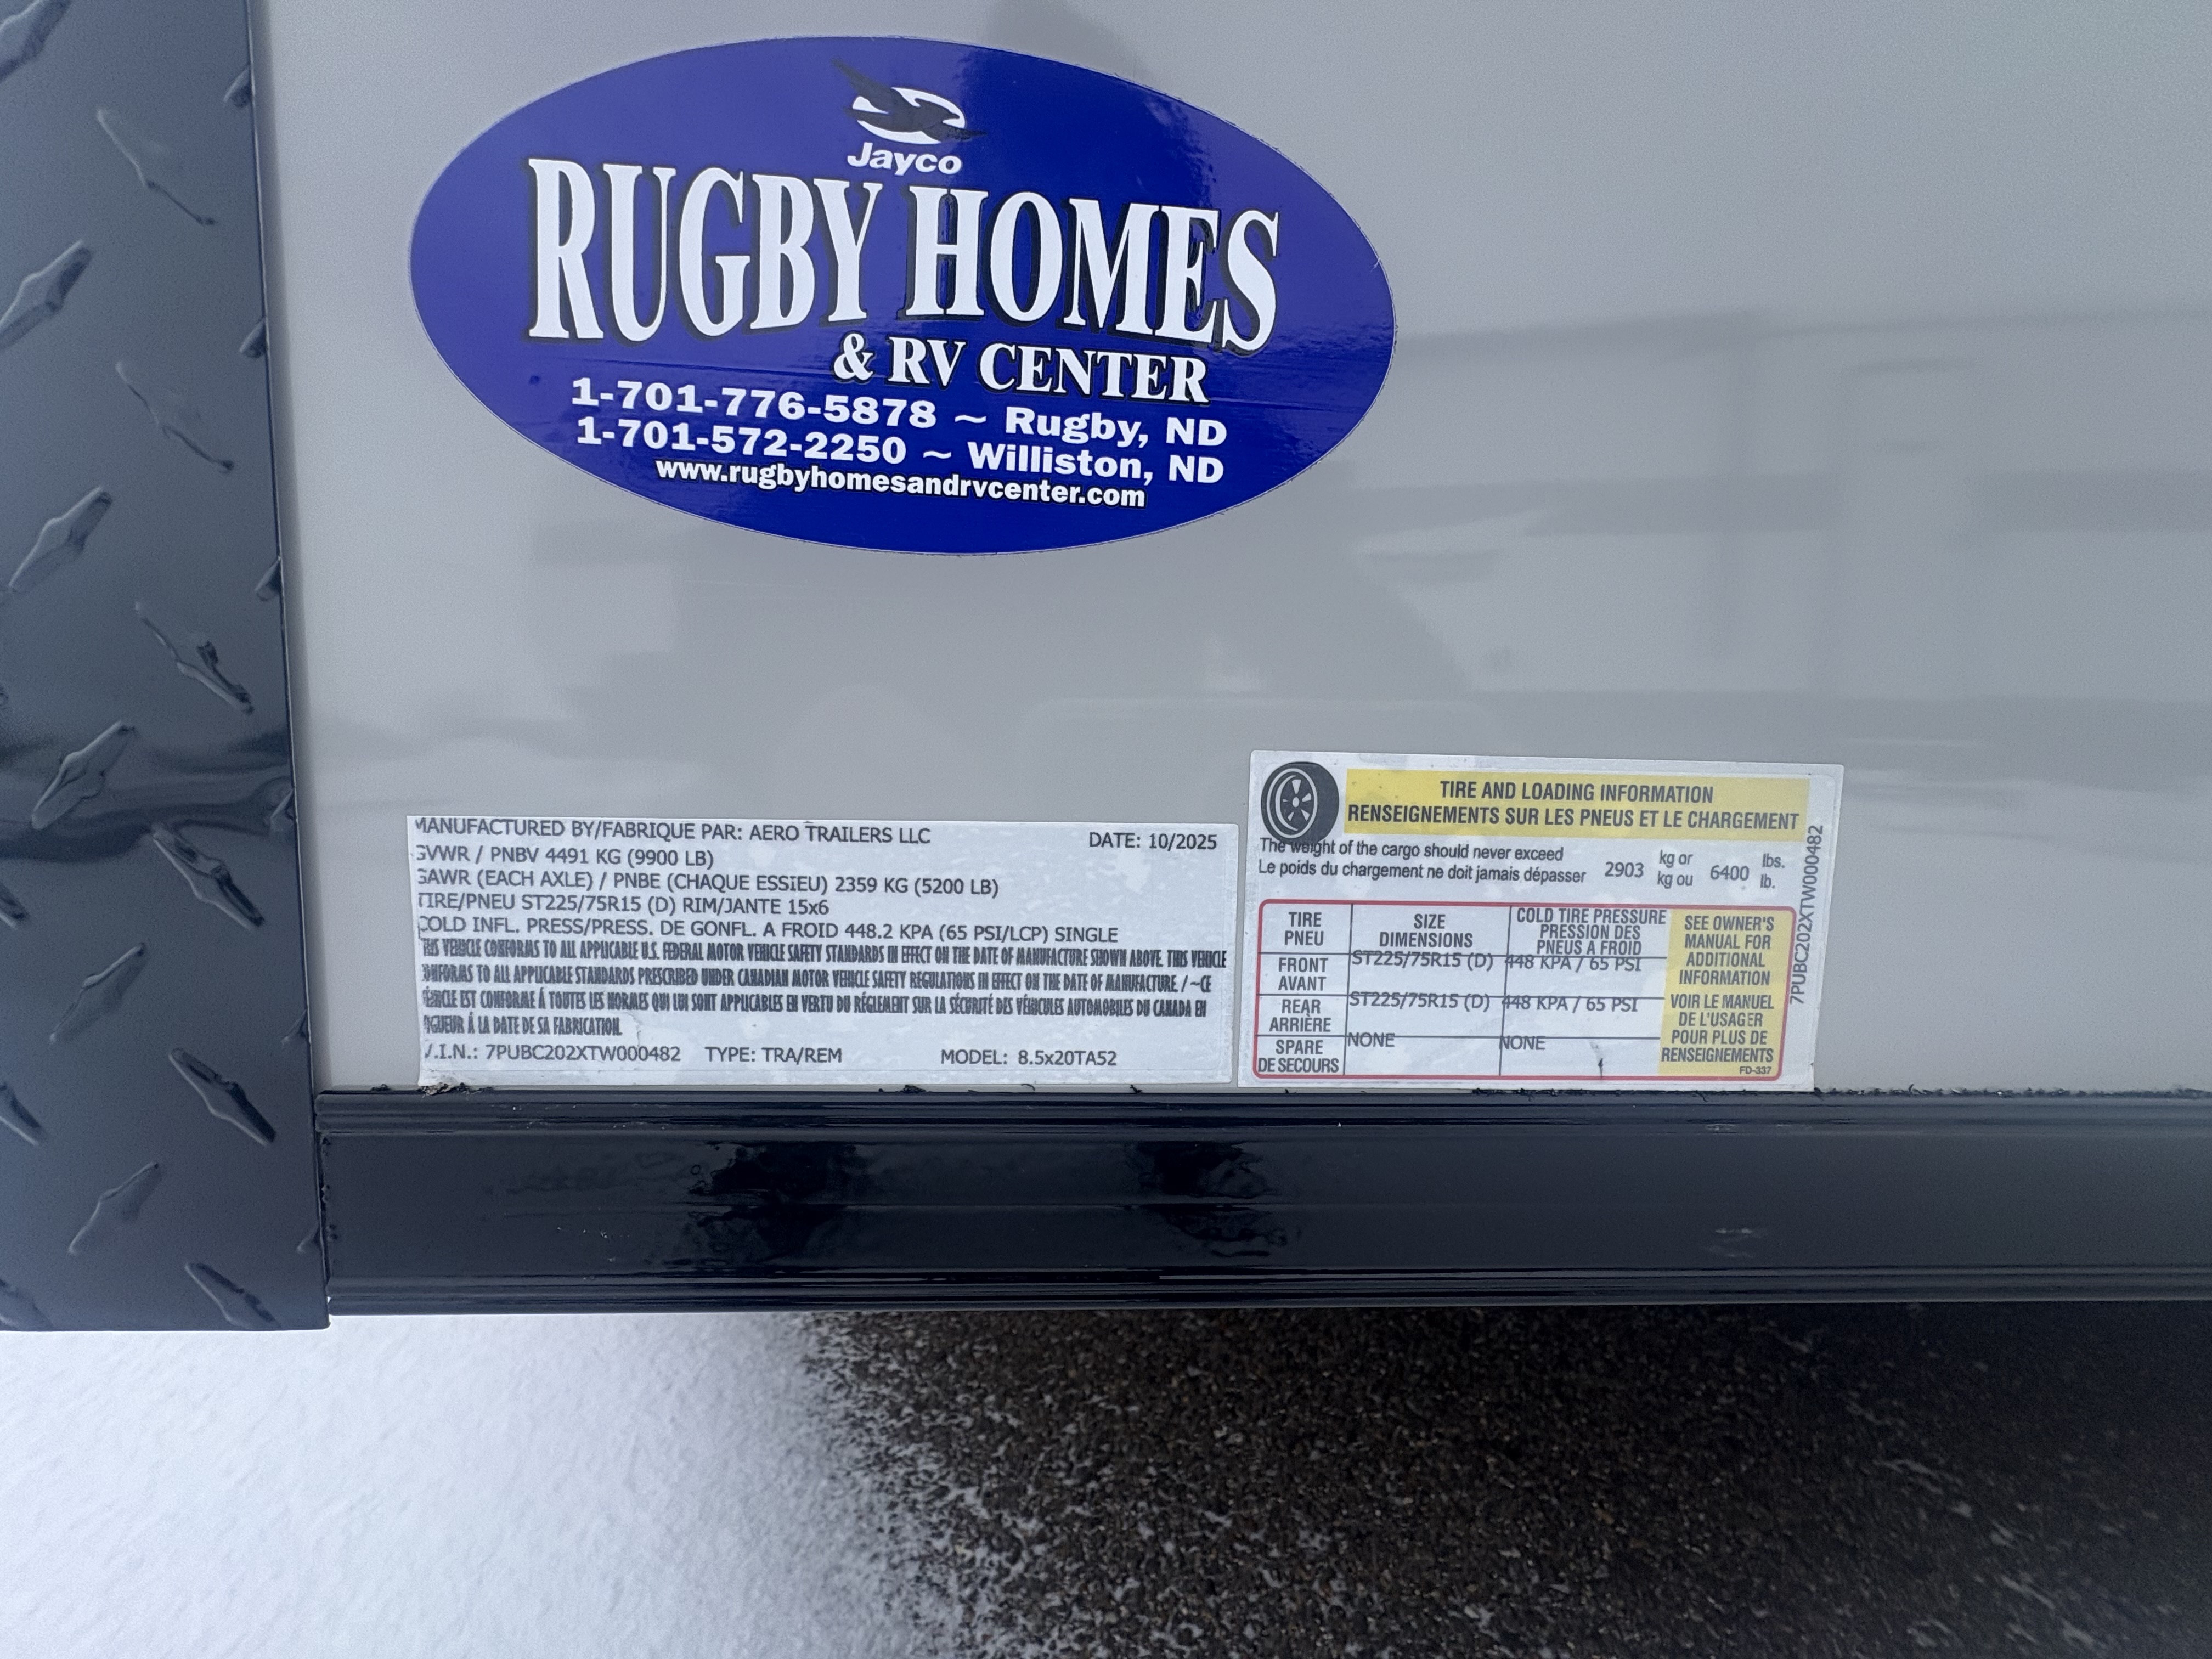 Jayco
RUGBY HOMES
& RV CENTER
1-701-776-5878 ~ Rugby, ND
1-701-572-2250 ~ Williston, ND
www.rugbyhomesandrvcenter.com
MANUFACTURED BY/FABRIQUE PAR: AERO TRAILERS LLC DATE: 10/2025
GVWR / PNBV 4491 KG (9900 LB)
GAWR (EACH AXLE) / PNBE (CHAQUE ESSIEU) 2359 KG (5200 LB)
TIRE/PNEU ST225/75R15 (D) RIM/JANTE 15x6
COLD INFL. PRESS/PRESS. DE GONFL. A FROID 448.2 KPA (65 PSI/LCP) SINGLE
THIS VEHICLE CONFORMS TO ALL APPLICABLE U.S. FEDERAL MOTOR VEHICLE SAFETY STANDARDS IN EFFECT ON THE DATE OF MANUFACTURE SHOWN ABOVE. THIS VEHICLE
CONFORMS TO ALL APPLICABLE STANDARDS PRESCRIBED UNDER CANADIAN MOTOR VEHICLE SAFETY REGULATIONS IN EFFECT ON THE DATE OF MANUFACTURE. / ~CE
VÉHICLE EST CONFORME Á TOUTES LES NORMES QUI LUI SONT APPLICABLES EN VERTU DU RÉGLEMENT SUR LA SÉCURITÉ DES VÉHICULES AUTOMOBILES DU CANADA EN
VIGUEUR Á LA DATE DE SA FABRICATION.
V.I.N.: 7PUBC202XTW000482 TYPE: TRA/REM MODEL: 8.5x20TA52
TIRE AND LOADING INFORMATION
RENSEIGNEMENTS SUR LES PNEUS ET LE CHARGEMENT
The weight of the cargo should never exceed
Le poids du chargement ne doit jamais dépasser
2903 kg or 6400 lbs.
kg ou lb.
TIRE SIZE COLD TIRE PRESSURE
PNEU DIMENSIONS PRESSION DES
PNEUS A FROID
FRONT ST225/75R15 (D) 448 KPA / 65 PSI
AVANT
REAR ST225/75R15 (D) 448 KPA / 65 PSI
ARRIÈRE
SPARE NONE NONE
DE SECOURS
SEE OWNER'S
MANUAL FOR
ADDITIONAL
INFORMATION
VOIR LE MANUEL
DE L'USAGER
POUR PLUS DE
RENSEIGNEMENTS
FD-337
7PUBC202XTW000482